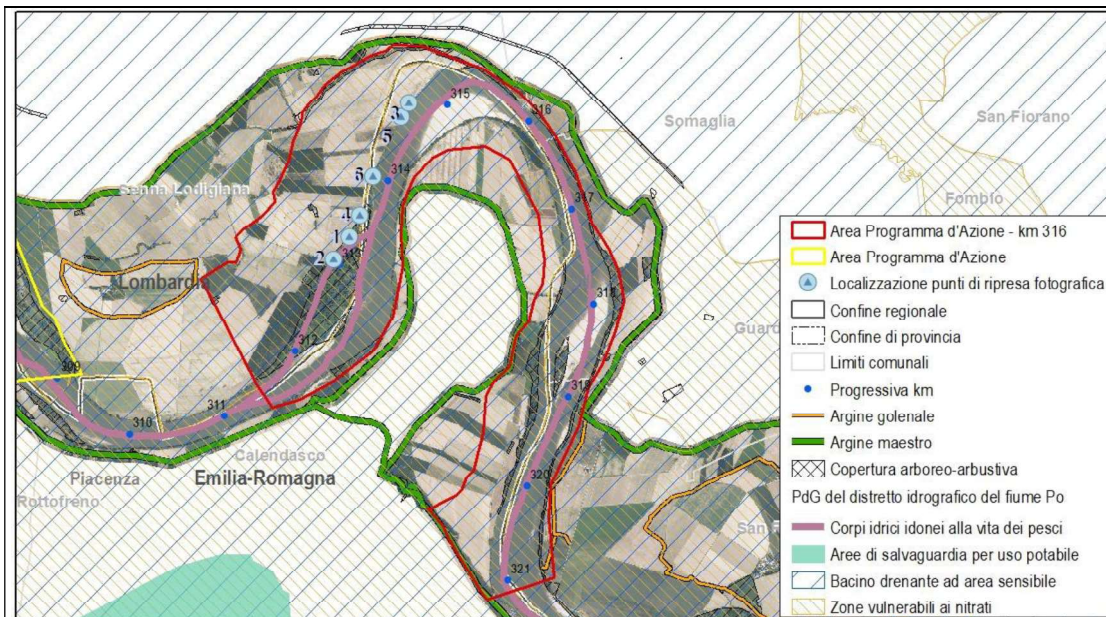 315
3
5
316
Somaglia
San Fiorano
6
314
Senna Lodigiana
317
Fombio
4
1
2
Lombardia
318
312
309
319
311
310
Calendasco
Piacenza
Emilia-Romagna
Rottofreno
320
321
Area Programma d'Azione - km 316
Area Programma d'Azione
Localizzazione punti di ripresa fotografica
Confine regionale
Confine di provincia
Limiti comunali
Progressiva km
Argine golenale
Argine maestro
Copertura arboreo-arbustiva
PdG del distretto idrografico del fiume Po
Corpi idrici idonei alla vita dei pesci
Aree di salvaguardia per uso potabile
Bacino drenante ad area sensibile
Zone vulnerabili ai nitrati